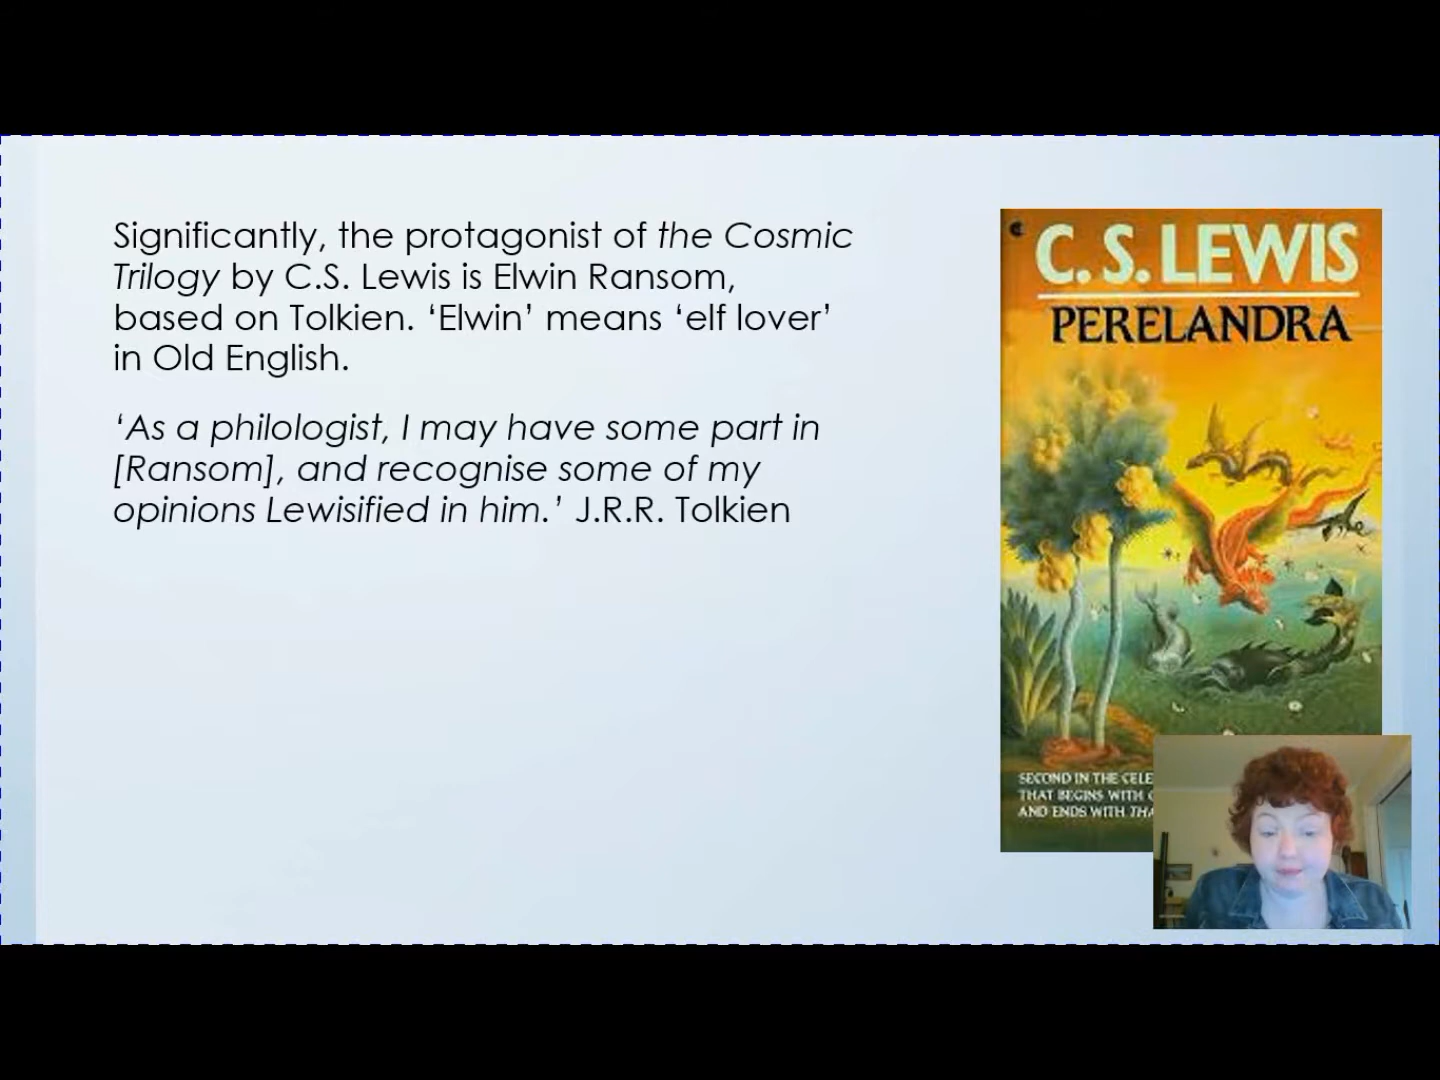 Significantly, the protagonist of the Cosmic
Trilogy by C.S. Lewis is Elwin Ransom,
based on Tolkien. ‘Elwin’ means ‘elf lover’
in Old English.
‘As a philologist, I may have some part in
[Ransom], and recognise some of my
opinions Lewisified in him.’ J.R.R. Tolkien
C. S. LEWIS
PERELANDRA
SECOND IN THE
THAT BEGINS WITH
AND ENDS WITH